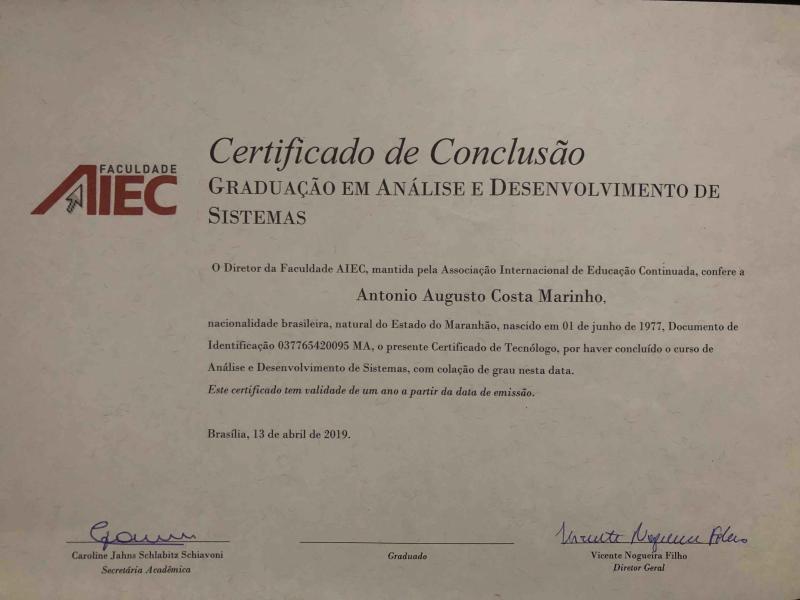 FACULDADE
AIEC
Certificado de Conclusão
GRADUAÇÃO EM ANÁLISE E DESENVOLVIMENTO DE
SISTEMAS
O Diretor da Faculdade AIEC, mantida pela Associação Internacional de Educação Continuada, confere a
Antonio Augusto Costa Marinho,
nacionalidade brasileira, natural do Estado do Maranhão, nascido em 01 de junho de 1977, Documento de
Identificação 037765420095 MA, o presente Certificado de Tecnólogo, por haver concluído o curso de
Análise e Desenvolvimento de Sistemas, com colação de grau nesta data.
Este certificado tem validade de um ano a partir da data de emissão.
Brasília, 13 de abril de 2019.
Vicente Nogueira Filho
Caroline Jahns Schlabitz Schiavoni
Secretária Acadêmica
Graduado
Vicente Nogueira Filho
Diretor Geral